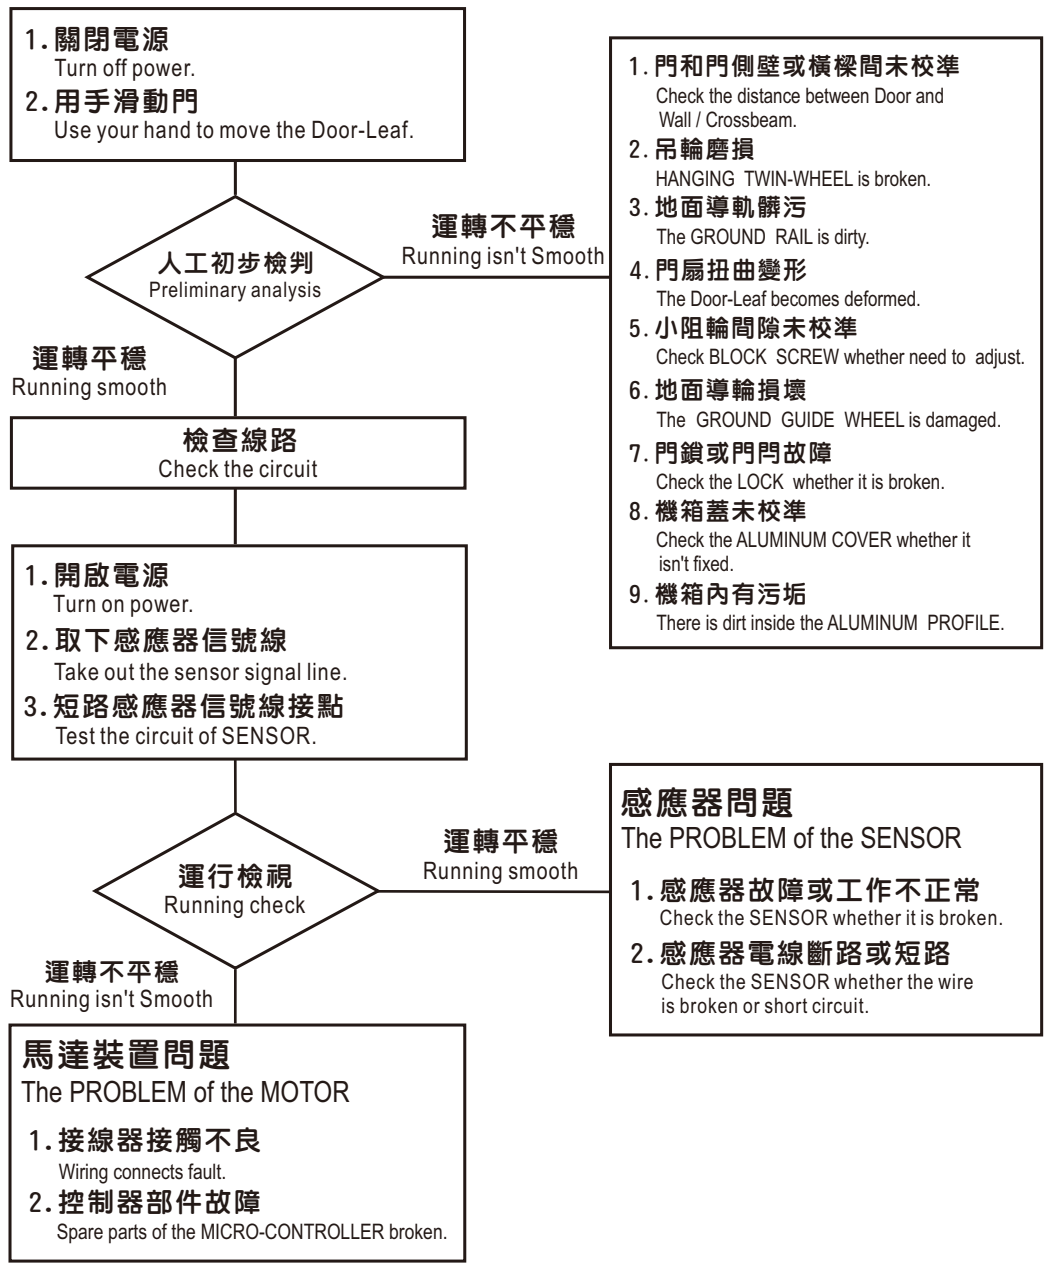 1. 關閉電源
Turn off power.
2. 用手滑動門
Use your hand to move the Door-Leaf.
人工初步檢判
Preliminary analysis
運轉不平穩
Running isn't Smooth
1. 門和門側壁或橫樑間未校準
Check the distance between Door and
Wall / Crossbeam.
2. 吊輪磨損
HANGING TWIN-WHEEL is broken.
3. 地面導軌髒污
The GROUND RAIL is dirty.
4. 門扇扭曲變形
The Door-Leaf becomes deformed.
5. 小阻輪間隙未校準
Check BLOCK SCREW whether need to adjust.
6. 地面導輪損壞
The GROUND GUIDE WHEEL is damaged.
7. 門鎖或門閂故障
Check the LOCK whether it is broken.
8. 機箱蓋未校準
Check the ALUMINUM COVER whether it
isn't fixed.
9. 機箱內有污垢
There is dirt inside the ALUMINUM PROFILE.
運轉平穩
Running smooth
檢查線路
Check the circuit
1. 開啟電源
Turn on power.
2. 取下感應器信號線
Take out the sensor signal line.
3. 短路感應器信號線接點
Test the circuit of SENSOR.
運行檢視
Running check
運轉平穩
Running smooth
感應器問題
The PROBLEM of the SENSOR
1. 感應器故障或工作不正常
Check the SENSOR whether it is broken.
2. 感應器電線斷路或短路
Check the SENSOR whether the wire
is broken or short circuit.
運轉不平穩
Running isn't Smooth
馬達裝置問題
The PROBLEM of the MOTOR
1. 接線器接觸不良
Wiring connects fault.
2. 控制器部件故障
Spare parts of the MICRO-CONTROLLER broken.